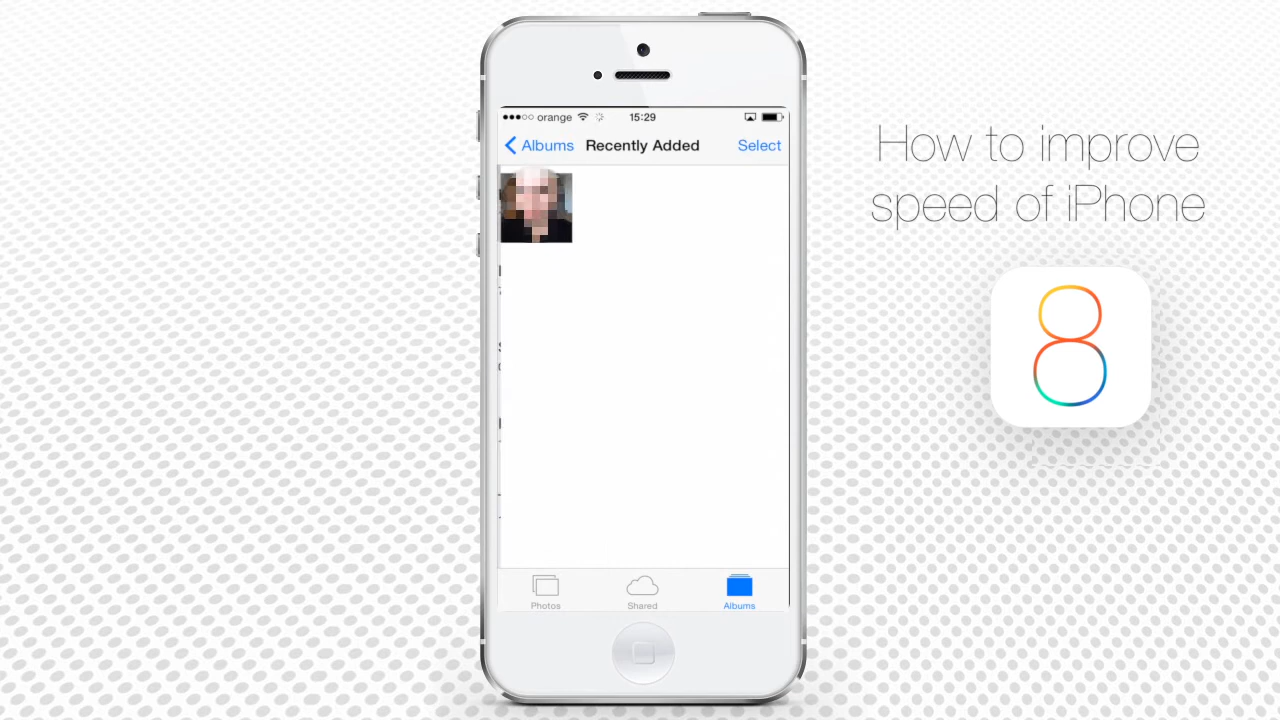 orange
15:29
Albums Recently Added Select
Photos Shared Albums
How to improve
speed of iPhone
8